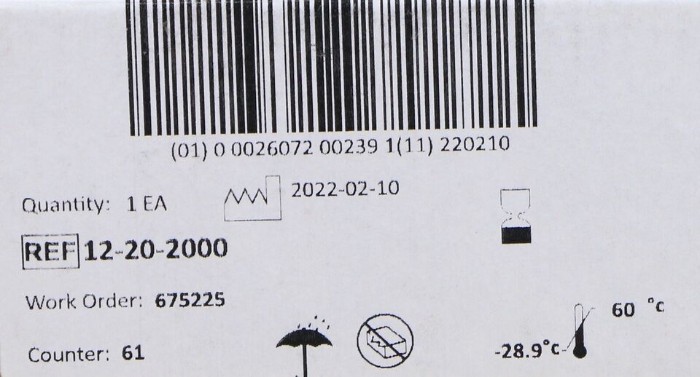 (01) 0 0026072 00239 1(11) 220210
Quantity: 1 EA
2022-02-10
REF 12-20-2000
Work Order: 675225
60 °c
Counter: 61
-28.9°c